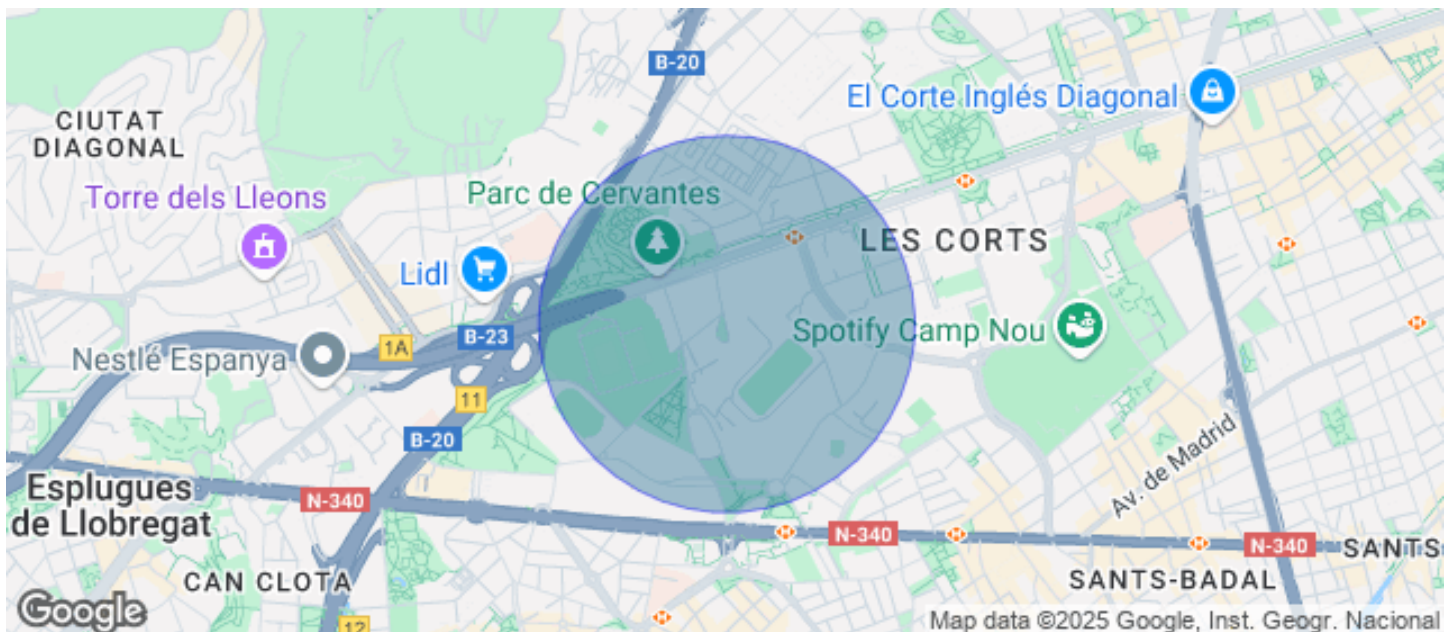 B-20
El Corte Inglés Diagonal
CIUTAT
DIAGONAL
Torre dels Lleons
Parc de Cervantes
LES CORTS
Lidl
B-23
1A
Nestlé Espanya
Spotify Camp Nou
11
B-20
Av. de Madrid
Esplugues
de Llobregat
N-340
N-340
N-340
SANTS
CAN CLOTA
SANTS-BADAL
Google
12
Map data ©2025 Google, Inst. Geogr. Nacional